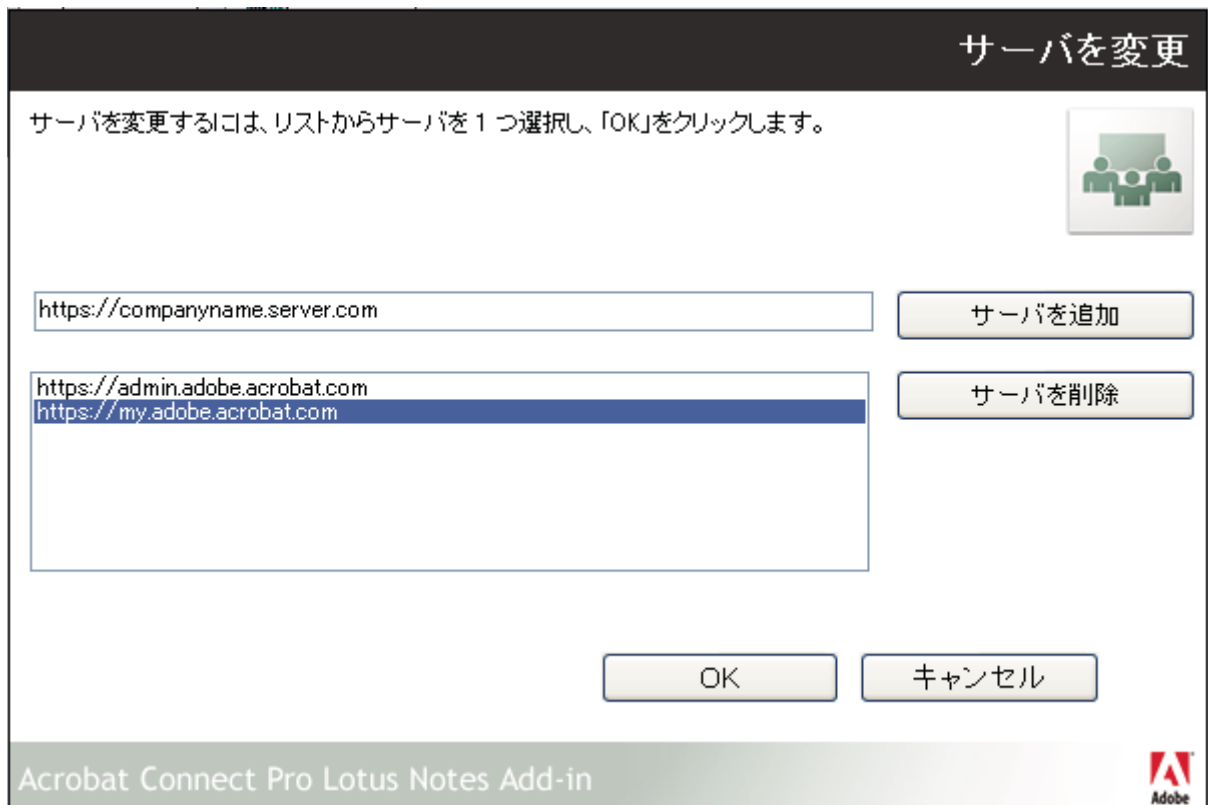 サーバを変更
サーバを変更するには、リストからサーバを 1 つ選択し、「OK」をクリックします。
https://companyname.server.com
サーバを追加
https://admin.adobe.acrobat.com
https://my.adobe.acrobat.com
サーバを削除
OK
キャンセル
Acrobat Connect Pro Lotus Notes Add-in
Adobe